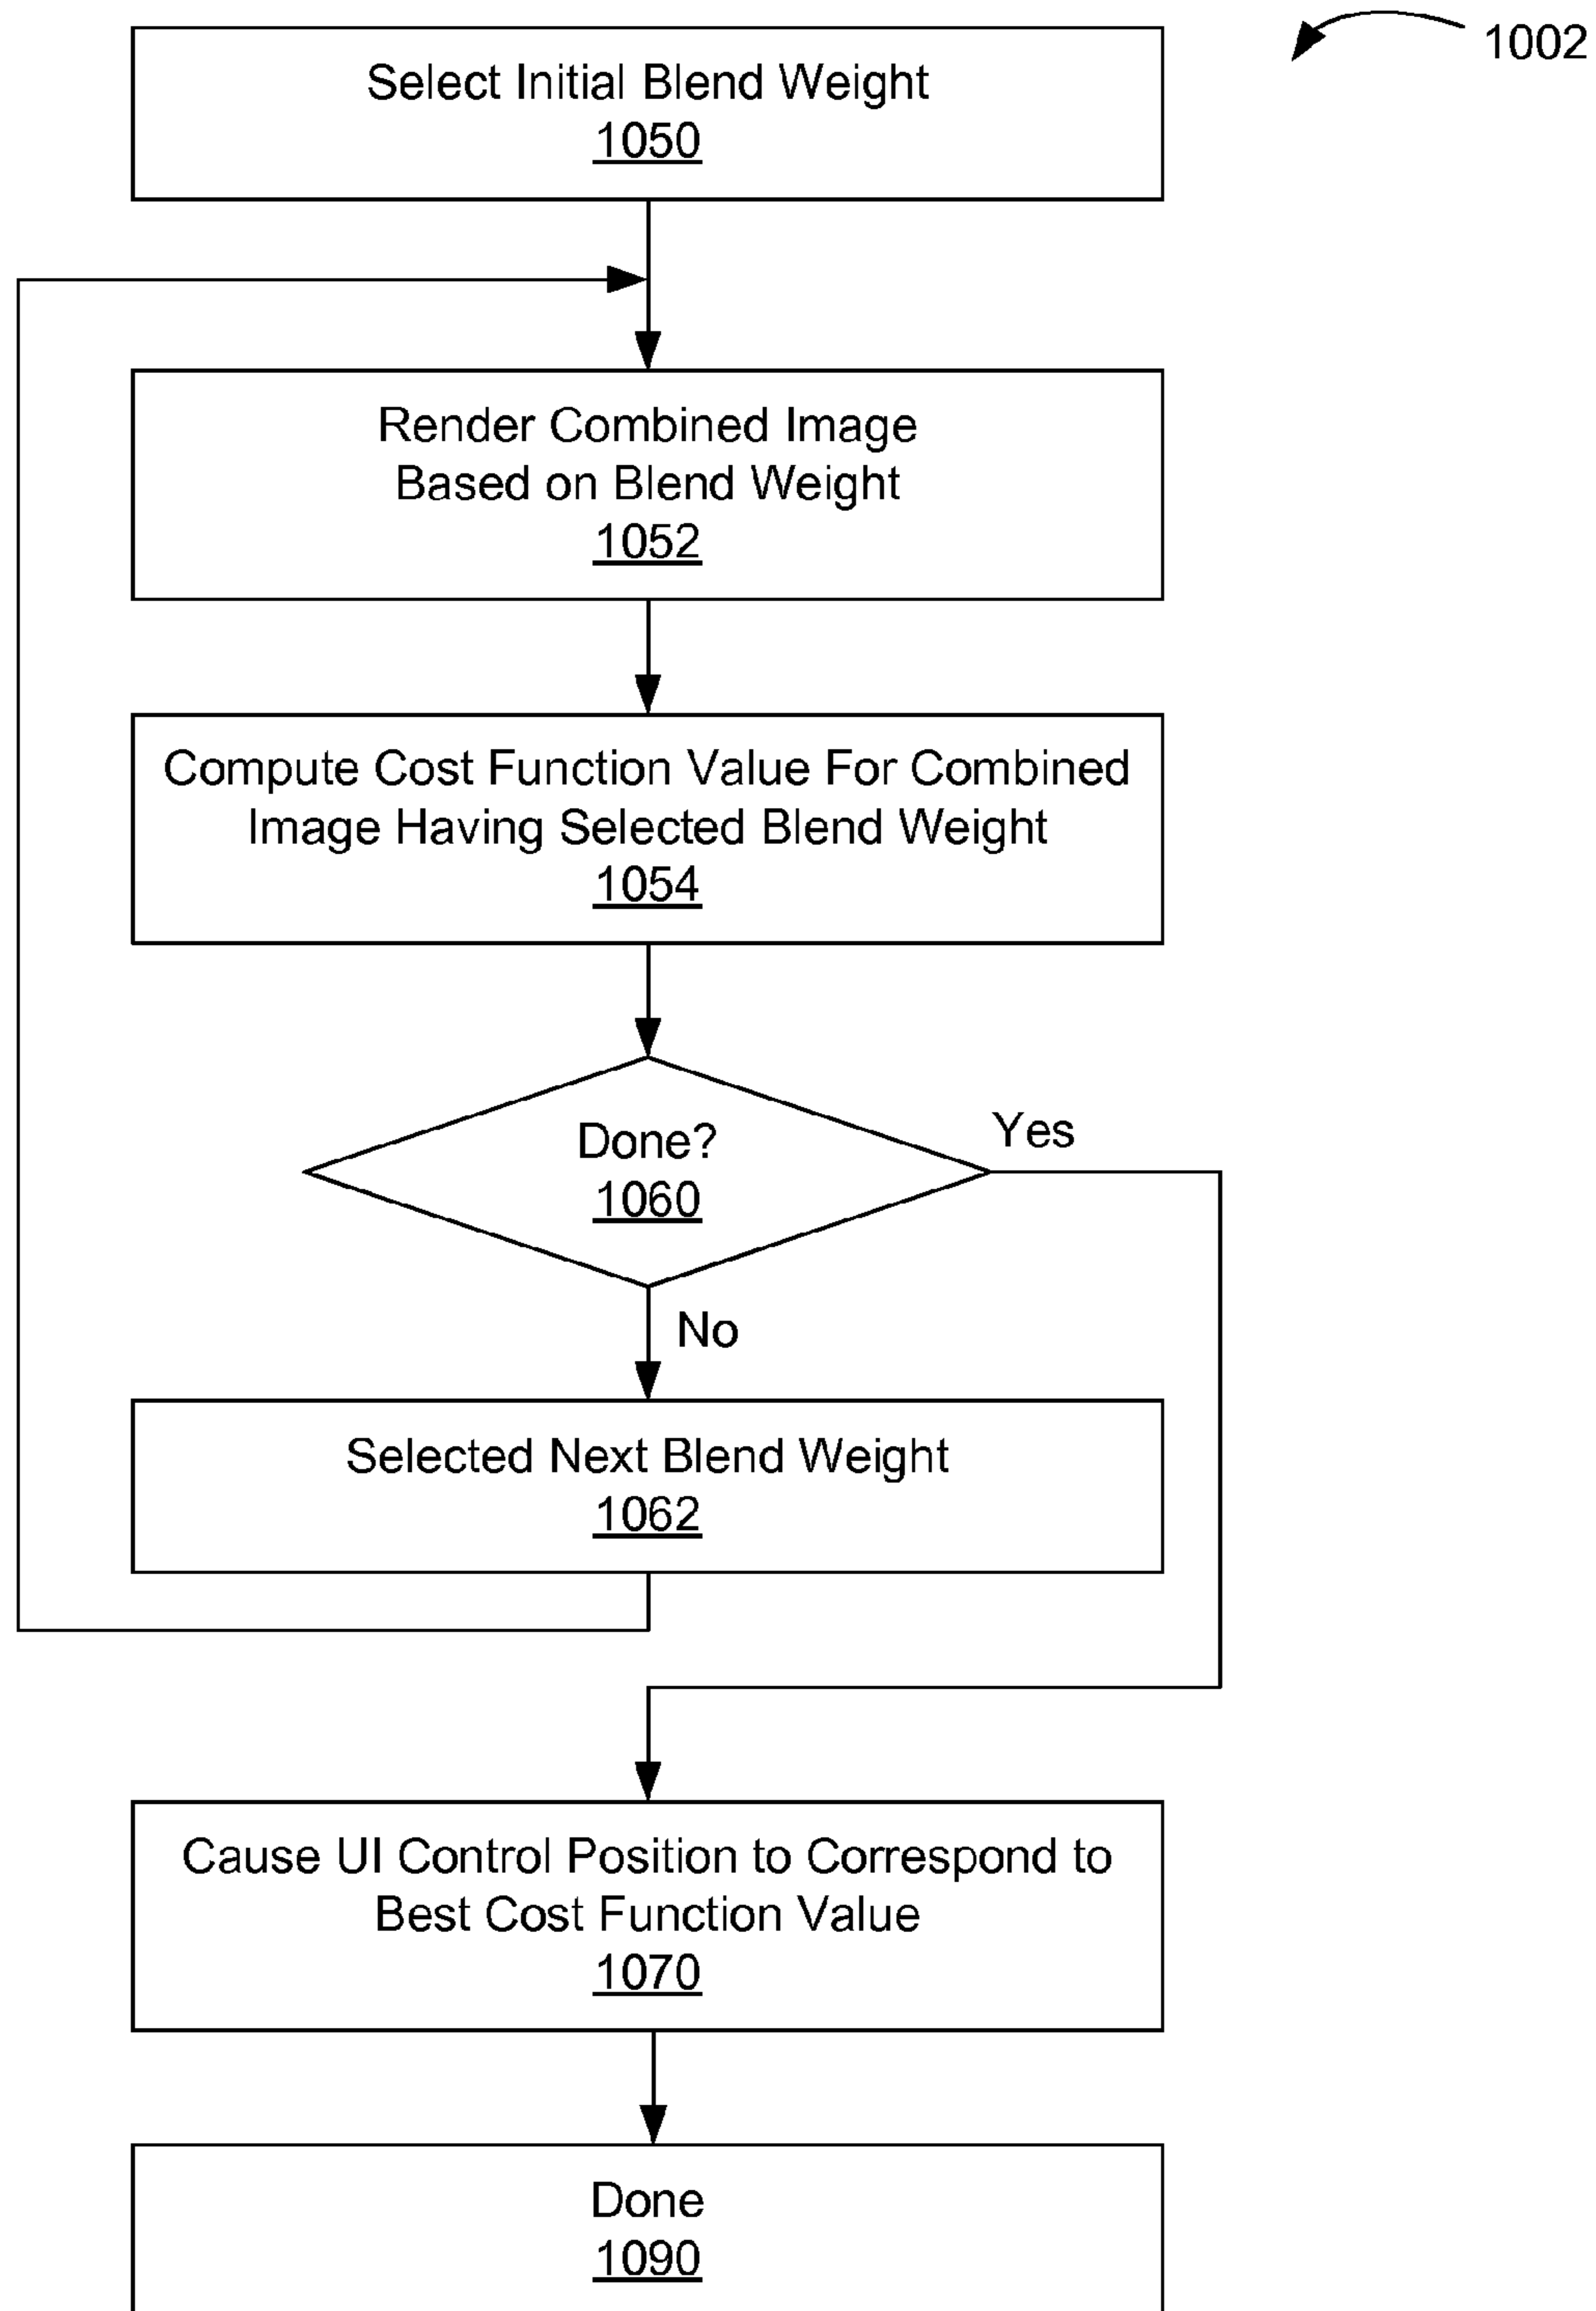 1002
Select Initial Blend Weight
1050
Render Combined Image
Based on Blend Weight
1052
Compute Cost Function Value For Combined
Image Having Selected Blend Weight
1054
Done?
1060
Yes
No
Selected Next Blend Weight
1062
Cause UI Control Position to Correspond to
Best Cost Function Value
1070
Done
1090